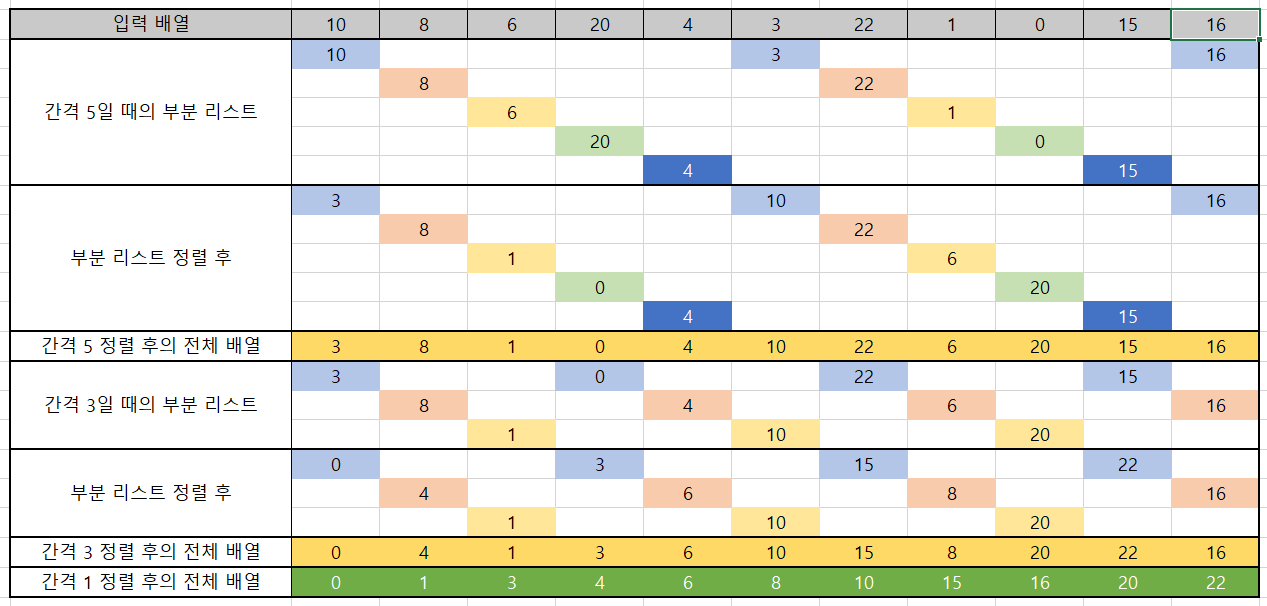 입력 배열 10 8 6 20 4 3 22 1 0 15 16
10 3 16
8 22
간격 5일 때의 부분 리스트 6 1
20 0
4 15
3 10 16
8 22
부분 리스트 정렬 후 1 6
0 20
4 15
간격 5 정렬 후의 전체 배열 3 8 1 0 4 10 22 6 20 15 16
3 0 22 15
간격 3일 때의 부분 리스트 8 4 6 16
1 10 20
0 3 15 22
부분 리스트 정렬 후 4 6 8 16
1 10 20
간격 3 정렬 후의 전체 배열 0 4 1 3 6 10 15 8 20 22 16
간격 1 정렬 후의 전체 배열 0 1 3 4 6 8 10 15 16 20 22